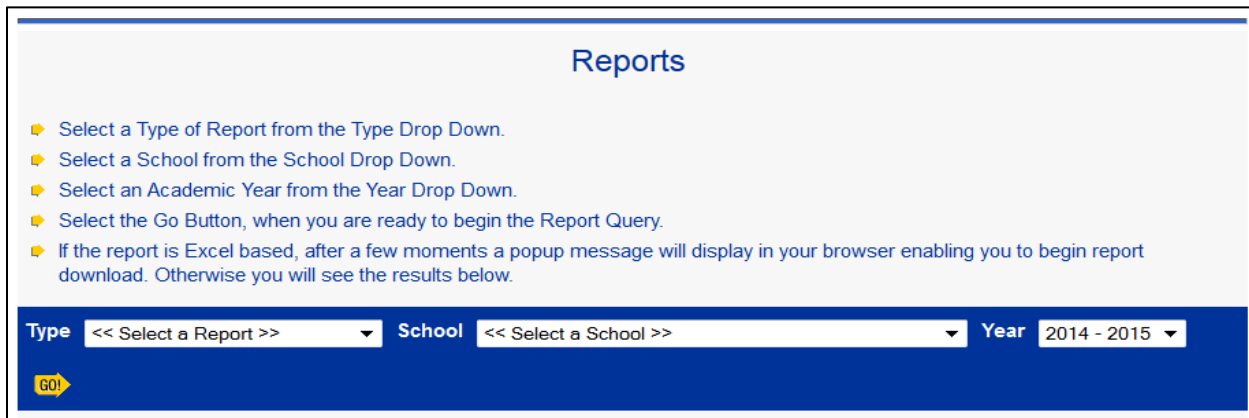 Reports
Select a Type of Report from the Type Drop Down.
Select a School from the School Drop Down.
Select an Academic Year from the Year Drop Down.
Select the Go Button, when you are ready to begin the Report Query.
If the report is Excel based, after a few moments a popup message will display in your browser enabling you to begin report
download. Otherwise you will see the results below.
Type << Select a Report >> School << Select a School >> Year 2014 - 2015
GO!